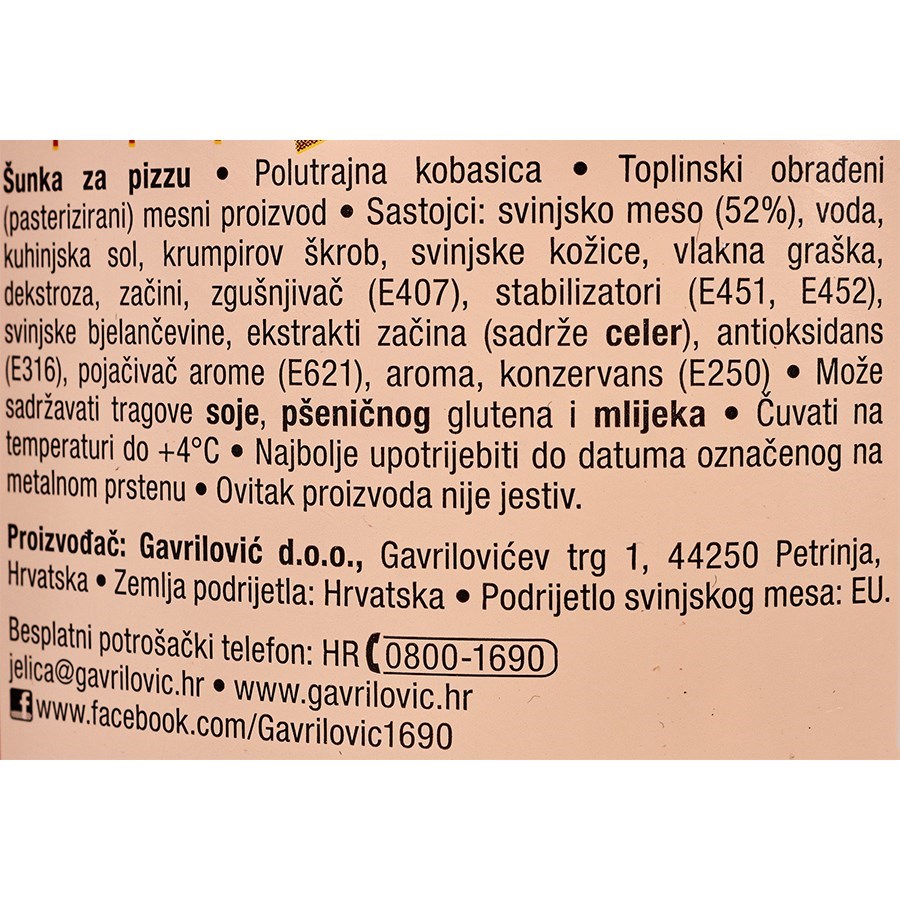 Šunka za pizzu • Polutrajna kobasica • Toplinski obrađeni
(pasterizirani) mesni proizvod • Sastojci: svinjsko meso (52%), voda,
kuhinjska sol, krumpirov škrob, svinjske kožice, vlakna graška,
dekstroza, začini, zgušnjivač (E407), stabilizatori (E451, E452),
svinjske bjelančevine, ekstrakti začina (sadrže celer), antioksidans
(E316), pojačivač arome (E621), aroma, konzervans (E250) • Može
sadržavati tragove soje, pšeničnog glutena i mlijeka • Čuvati na
temperaturi do +4°C • Najbolje upotrijebiti do datuma označenog na
metalnom prstenu • Ovitak proizvoda nije jestiv.
Proizvođač: Gavrilović d.o.o., Gavrilovićev trg 1, 44250 Petrinja,
Hrvatska • Zemlja podrijetla: Hrvatska • Podrijetlo svinjskog mesa: EU.
Besplatni potrošački telefon: HR 0800-1690
jelica@gavrilovic.hr • www.gavrilovic.hr
f www.facebook.com/Gavrilovic1690